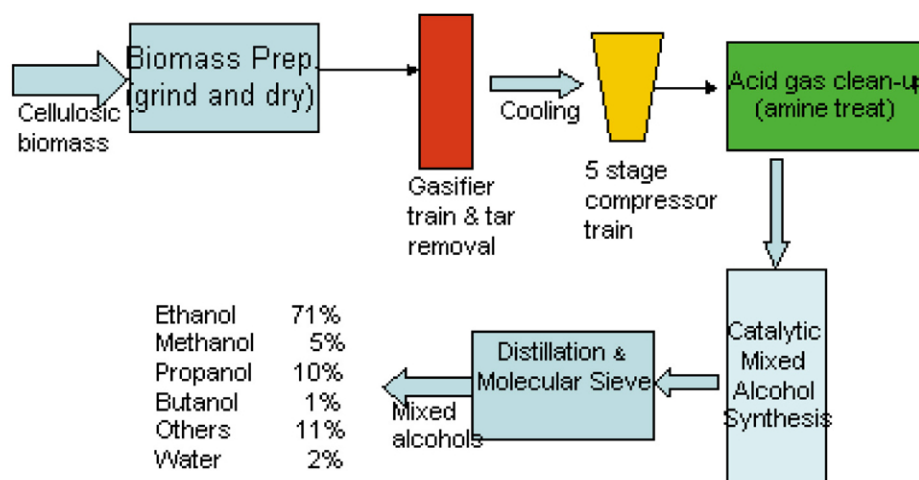 Cellulosic
biomass
Biomass Prep.
(grind and dry)
Gasifier
train & tar
removal
Cooling
5 stage
compressor
train
Acid gas clean-up
(amine treat)
Catalytic
Mixed
Alcohol
Synthesis
Distillation &
Molecular Sieve
Mixed
alcohols
Ethanol 71%
Methanol 5%
Propanol 10%
Butanol 1%
Others 11%
Water 2%